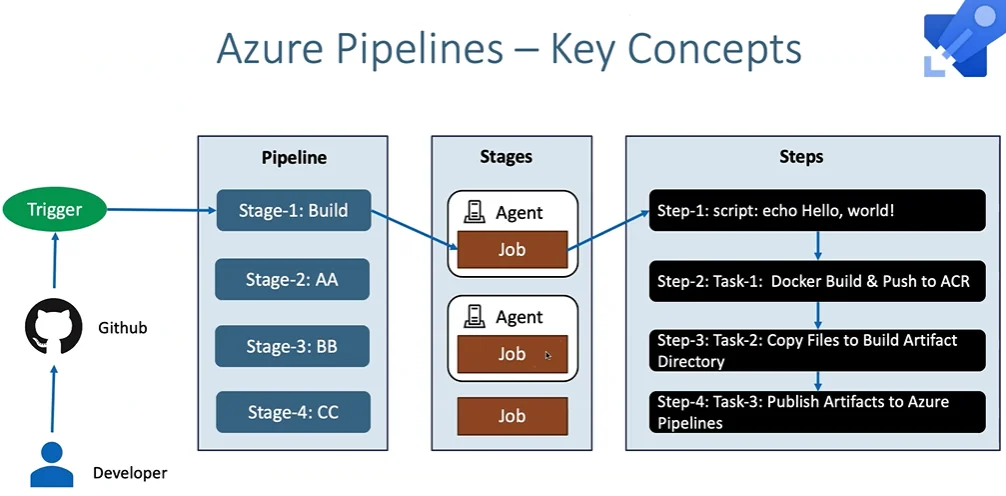 Azure Pipelines – Key Concepts
Pipeline
Stages
Steps
Trigger
Stage-1: Build
Agent
Job
Step-1: script: echo Hello, world!
Stage-2: AA
Step-2: Task-1:  Docker Build & Push to ACR
Github
Stage-3: BB
Agent
Job
Step-3: Task-2: Copy Files to Build Artifact
Directory
Stage-4: CC
Job
Step-4: Task-3: Publish Artifacts to Azure
Pipelines
Developer